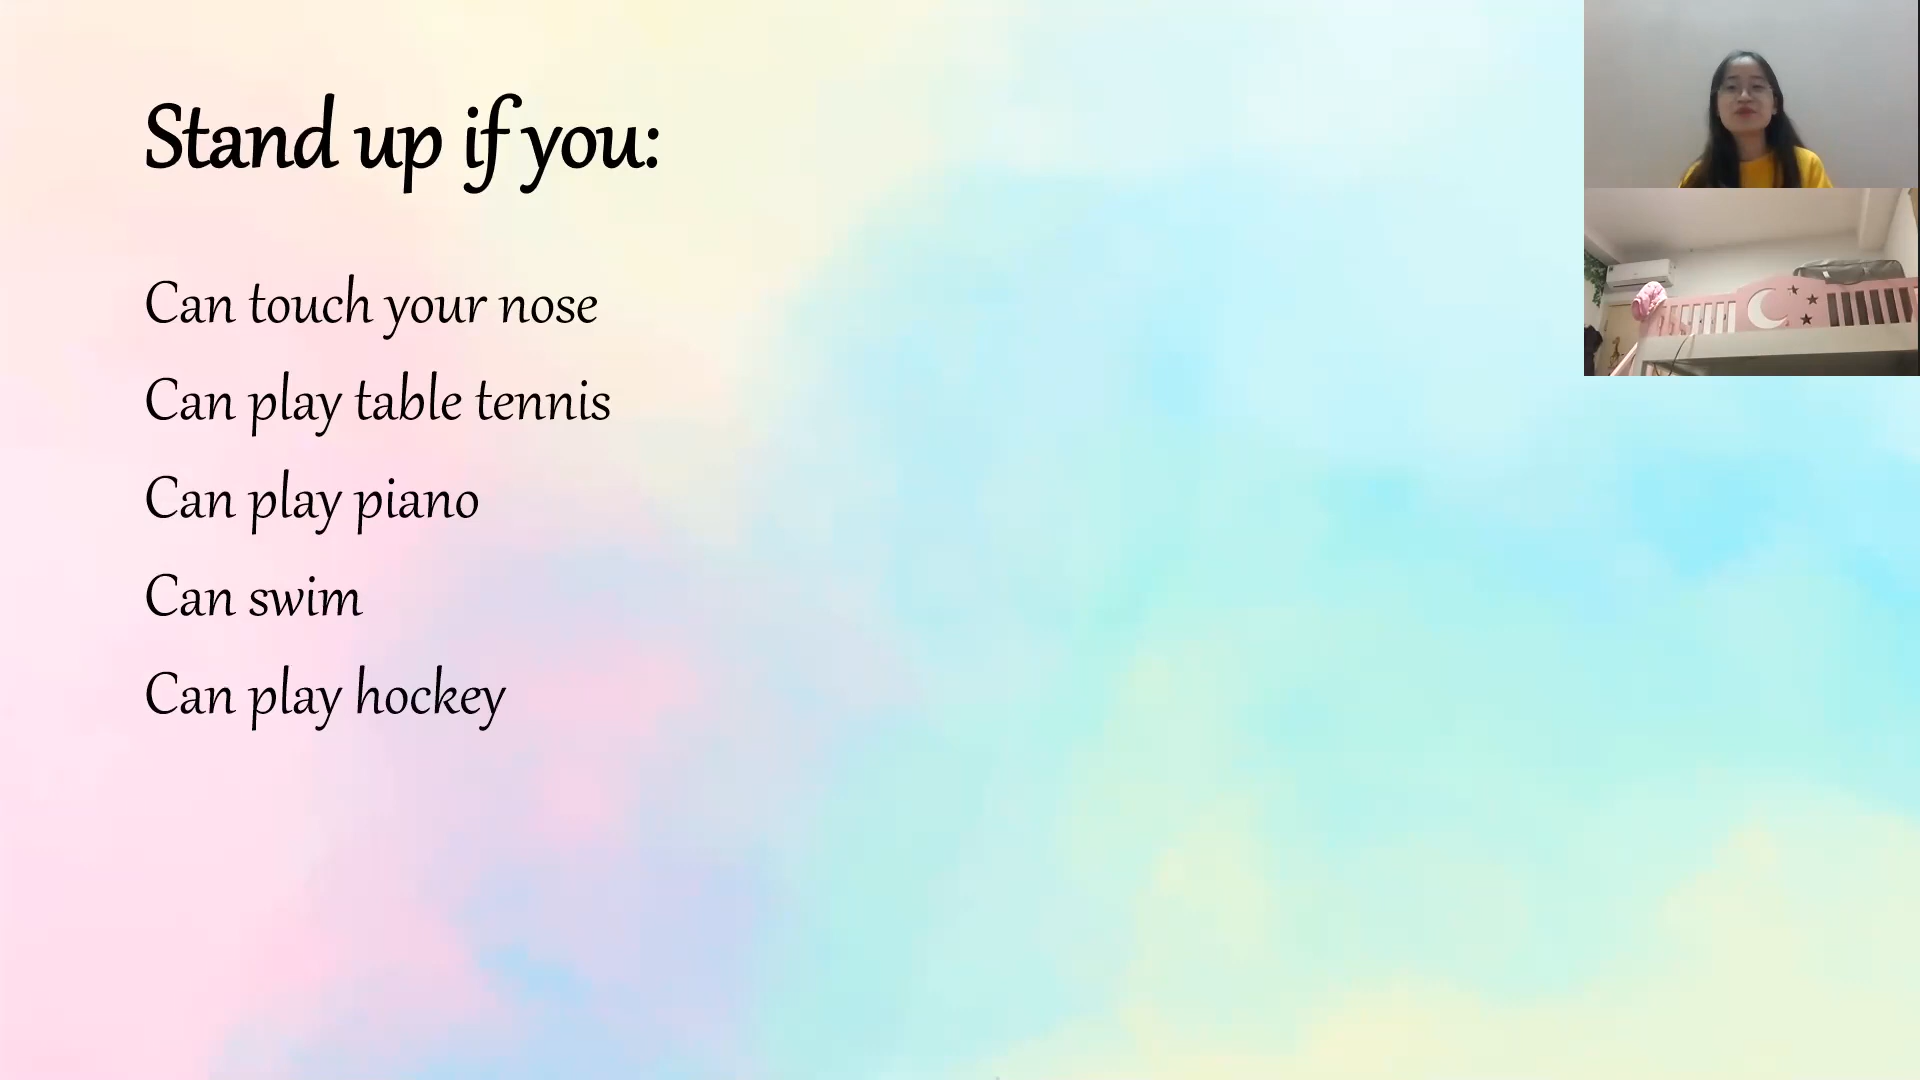 Stand up if you:
Can touch your nose
Can play table tennis
Can play piano
Can swim
Can play hockey